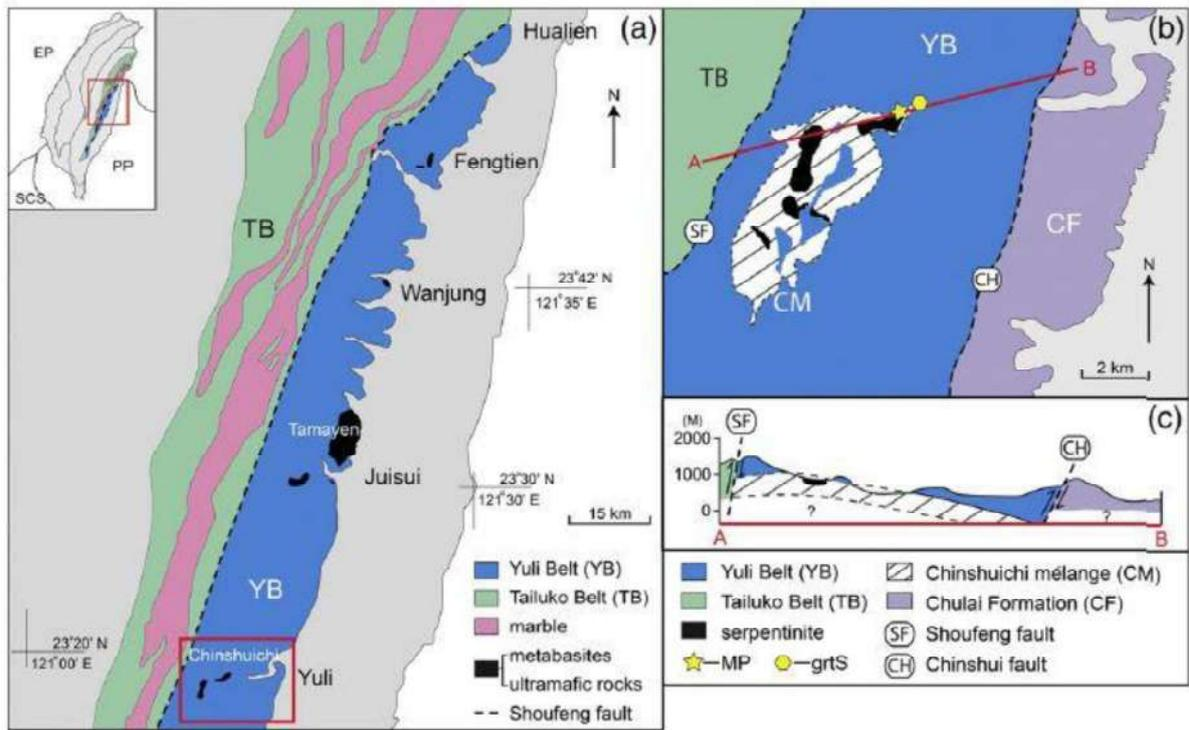 (a)
EP
PP
SCS
Hualien
N
Fengtien
TB
23°42' N
121°35' E
Wanjung
Tamayen
Juisui
23°30' N
121°30' E
15 km
YB
23°20' N
121°00' E
Chinshuichi
Yuli
Yuli Belt (YB)
Tailuko Belt (TB)
marble
metabasites
ultramafic rocks
Shoufeng fault
(b)
YB
TB
B
A
SF
CM
CH
CF
N
2 km
(c)
(M)
2000
1000
0
SF
CH
?
?
A
B
Yuli Belt (YB)
Chinshuichi mélange (CM)
Tailuko Belt (TB)
Chulai Formation (CF)
serpentinite
SF Shoufeng fault
MP
grtS
CH Chinshui fault